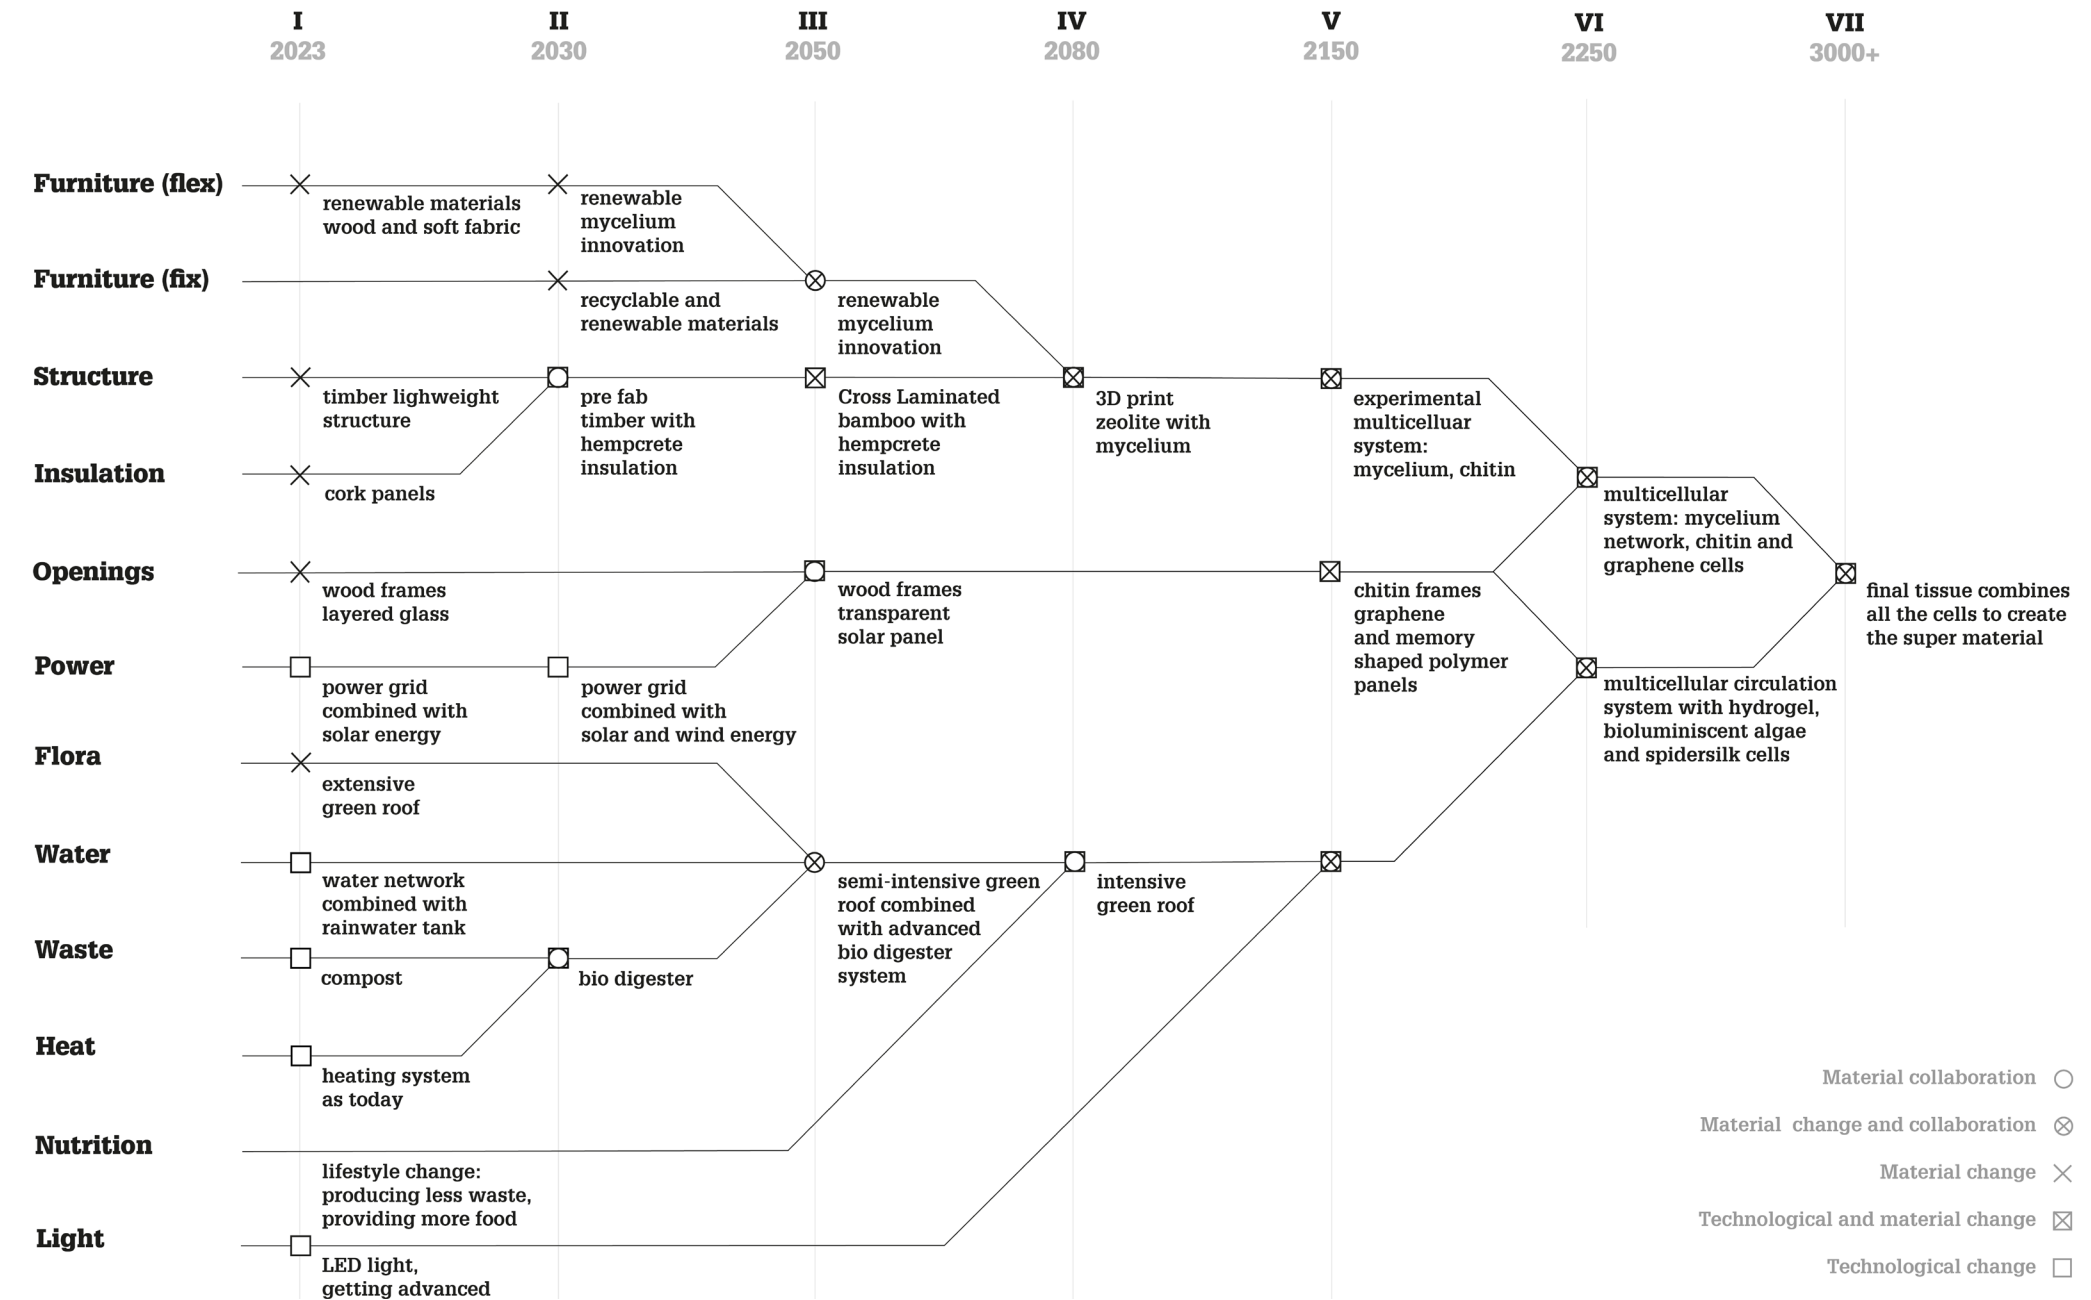 I II III IV V VI VII
2023 2030 2050 2080 2150 2250 3000+
Furniture (flex)
renewable materials
wood and soft fabric
renewable
mycelium
innovation
Furniture (fix)
recyclable and
renewable materials
renewable
mycelium
innovation
Structure
timber lighweight
structure
pre fab
timber with
hempcrete
insulation
Cross Laminated
bamboo with
hempcrete
insulation
3D print
zeolite with
mycelium
experimental
multicelluar
system:
mycelium, chitin
Insulation
cork panels
multicellular
system: mycelium
network, chitin and
graphene cells
Openings
wood frames
layered glass
wood frames
transparent
solar panel
chitin frames
graphene
and memory
shaped polymer
panels
final tissue combines
all the cells to create
the super material
Power
power grid
combined with
solar energy
power grid
combined with
solar and wind energy
multicellular circulation
system with hydrogel,
bioluminiscent algae
and spidersilk cells
Flora
extensive
green roof
Water
water network
combined with
rainwater tank
semi-intensive green
roof combined
with advanced
bio digester
system
intensive
green roof
Waste
compost
bio digester
Heat
heating system
as today
Nutrition
lifestyle change:
producing less waste,
providing more food
Light
LED light,
getting advanced
Material collaboration
Material change and collaboration
Material change
Technological and material change
Technological change